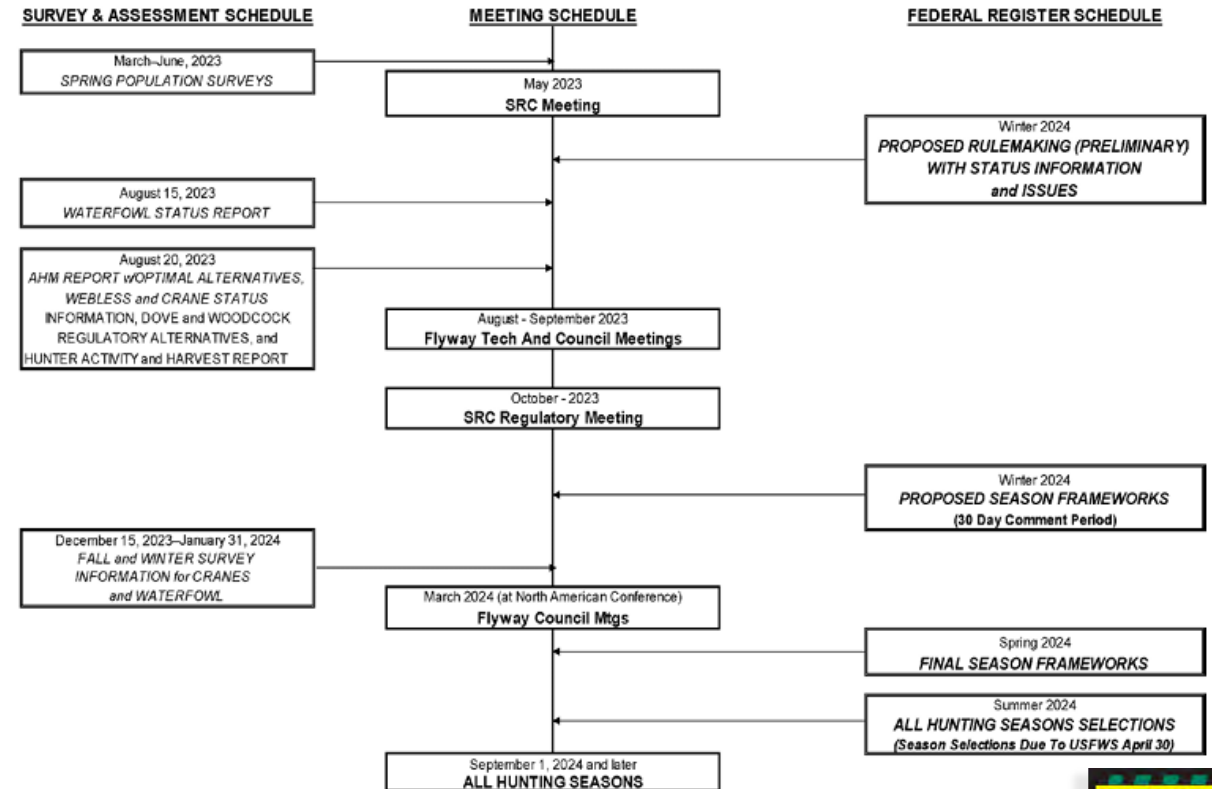 SURVEY & ASSESSMENT SCHEDULE
MEETING SCHEDULE
FEDERAL REGISTER SCHEDULE
March–June, 2023
SPRING POPULATION SURVEYS
May 2023
SRC Meeting
Winter 2024
PROPOSED RULEMAKING (PRELIMINARY)
WITH STATUS INFORMATION
and ISSUES
August 15, 2023
WATERFOWL STATUS REPORT
August 20, 2023
AHM REPORT w/OPTIMAL ALTERNATIVES,
WEBLESS and CRANE STATUS
INFORMATION, DOVE and WOODCOCK
REGULATORY ALTERNATIVES, and
HUNTER ACTIVITY and HARVEST REPORT
August - September 2023
Flyway Tech And Council Meetings
October - 2023
SRC Regulatory Meeting
Winter 2024
PROPOSED SEASON FRAMEWORKS
(30 Day Comment Period)
December 15, 2023–January 31, 2024
FALL and WINTER SURVEY
INFORMATION for CRANES
and WATERFOWL
March 2024 (at North American Conference)
Flyway Council Mtgs
Spring 2024
FINAL SEASON FRAMEWORKS
Summer 2024
ALL HUNTING SEASONS SELECTIONS
(Season Selections Due To USFWS April 30)
September 1, 2024 and later
ALL HUNTING SEASONS